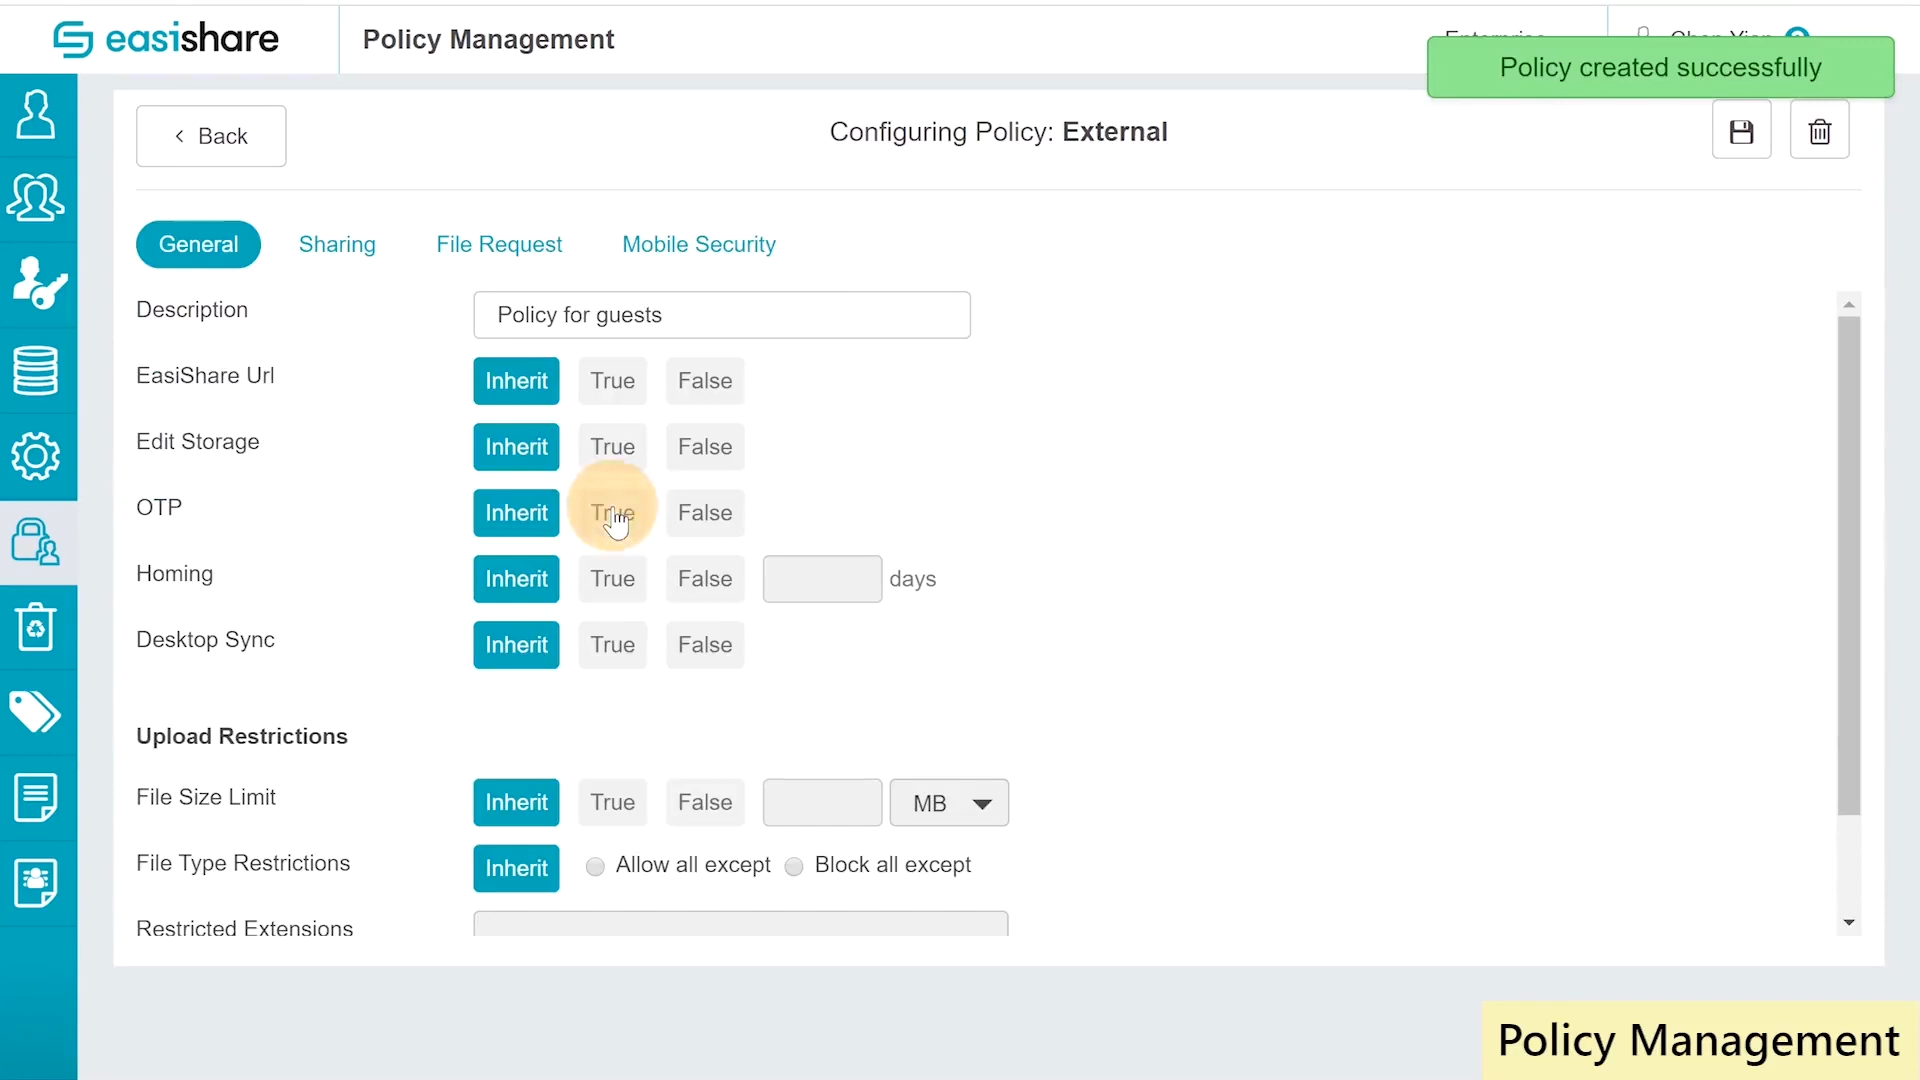 easishare
Policy Management
Policy created successfully
Back
Configuring Policy: External
General Sharing File Request Mobile Security
Description Policy for guests
EasiShare Url Inherit True False
Edit Storage Inherit True False
OTP Inherit True False
Homing Inherit True False days
Desktop Sync Inherit True False
Upload Restrictions
File Size Limit Inherit True False MB
File Type Restrictions Inherit Allow all except Block all except
Restricted Extensions
Policy Management